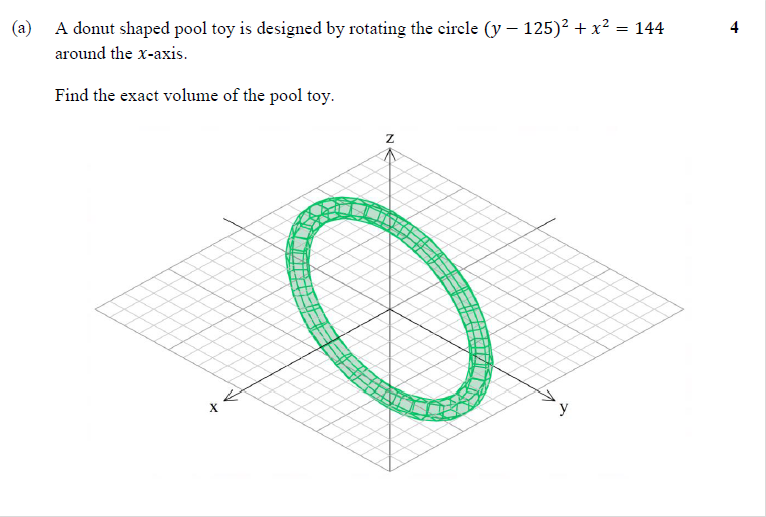 (a) A donut shaped pool toy is designed by rotating the circle (y − 125)² + x² = 144 4
around the x-axis.
Find the exact volume of the pool toy.
z
x
y